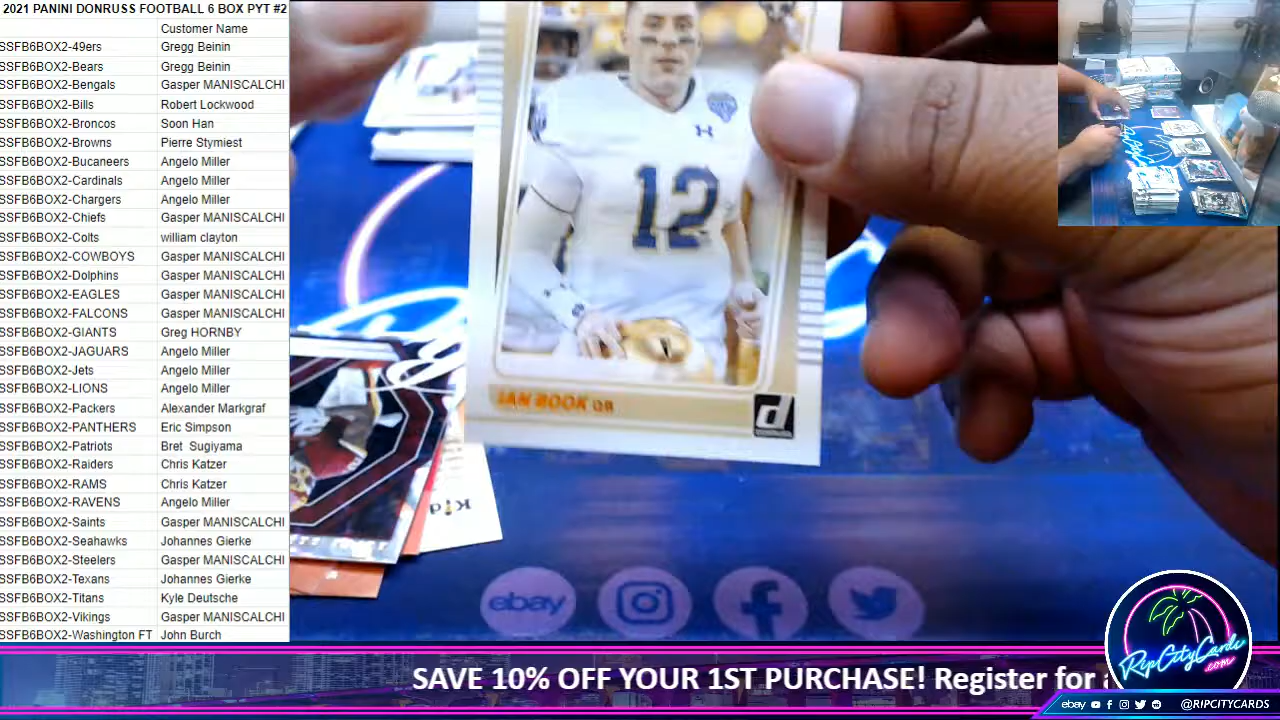 2021 PANINI DONRUSS FOOTBALL 6 BOX PYT #2
Customer Name
SSFB6BOX2-49ers Gregg Beinin
SSFB6BOX2-Bears Gregg Beinin
SSFB6BOX2-Bengals Gasper MANISCALCHI
SSFB6BOX2-Bills Robert Lockwood
SSFB6BOX2-Broncos Soon Han
SSFB6BOX2-Browns Pierre Stymiest
SSFB6BOX2-Bucaneers Angelo Miller
SSFB6BOX2-Cardinals Angelo Miller
SSFB6BOX2-Chargers Angelo Miller
SSFB6BOX2-Chiefs Gasper MANISCALCHI
SSFB6BOX2-Colts william clayton
SSFB6BOX2-COWBOYS Gasper MANISCALCHI
SSFB6BOX2-Dolphins Gasper MANISCALCHI
SSFB6BOX2-EAGLES Gasper MANISCALCHI
SSFB6BOX2-FALCONS Gasper MANISCALCHI
SSFB6BOX2-GIANTS Greg HORNBY
SSFB6BOX2-JAGUARS Angelo Miller
SSFB6BOX2-Jets Angelo Miller
SSFB6BOX2-LIONS Angelo Miller
SSFB6BOX2-Packers Alexander Markgraf
SSFB6BOX2-PANTHERS Eric Simpson
SSFB6BOX2-Patriots Bret Sugiyama
SSFB6BOX2-Raiders Chris Katzer
SSFB6BOX2-RAMS Chris Katzer
SSFB6BOX2-RAVENS Angelo Miller
SSFB6BOX2-Saints Gasper MANISCALCHI
SSFB6BOX2-Seahawks Johannes Gierke
SSFB6BOX2-Steelers Gasper MANISCALCHI
SSFB6BOX2-Texans Johannes Gierke
SSFB6BOX2-Titans Kyle Deutsche
SSFB6BOX2-Vikings Gasper MANISCALCHI
SSFB6BOX2-Washington FT John Burch
12
IAN BOOK QB
d
ebay
SAVE 10% OFF YOUR 1ST PURCHASE! Register for
RipCityCards
.com
ebay @RIPCITYCARDS